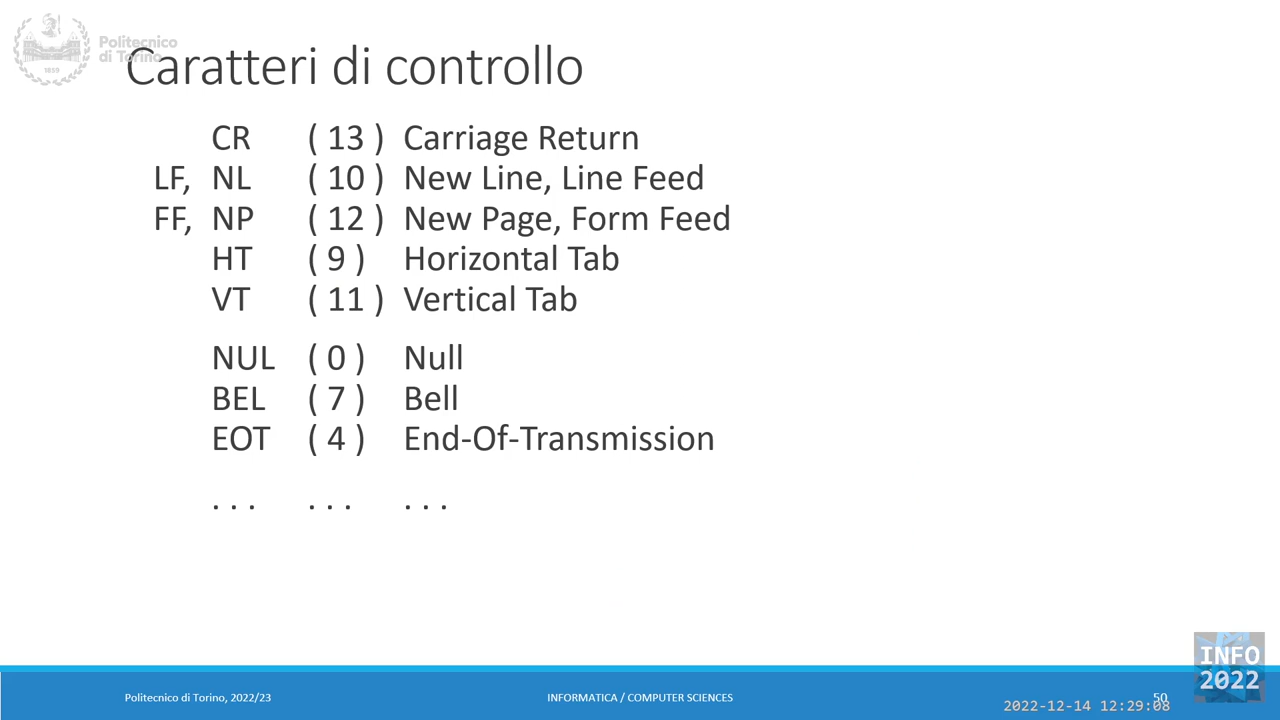 Politecnico
di Torino
1859
Caratteri di controllo
CR ( 13 ) Carriage Return
LF, NL ( 10 ) New Line, Line Feed
FF, NP ( 12 ) New Page, Form Feed
HT ( 9 ) Horizontal Tab
VT ( 11 ) Vertical Tab
NUL ( 0 ) Null
BEL ( 7 ) Bell
EOT ( 4 ) End-Of-Transmission
. . . . . . . . .
INFO
2022
Politecnico di Torino, 2022/23 INFORMATICA / COMPUTER SCIENCES 50
2022-12-14 12:29:08